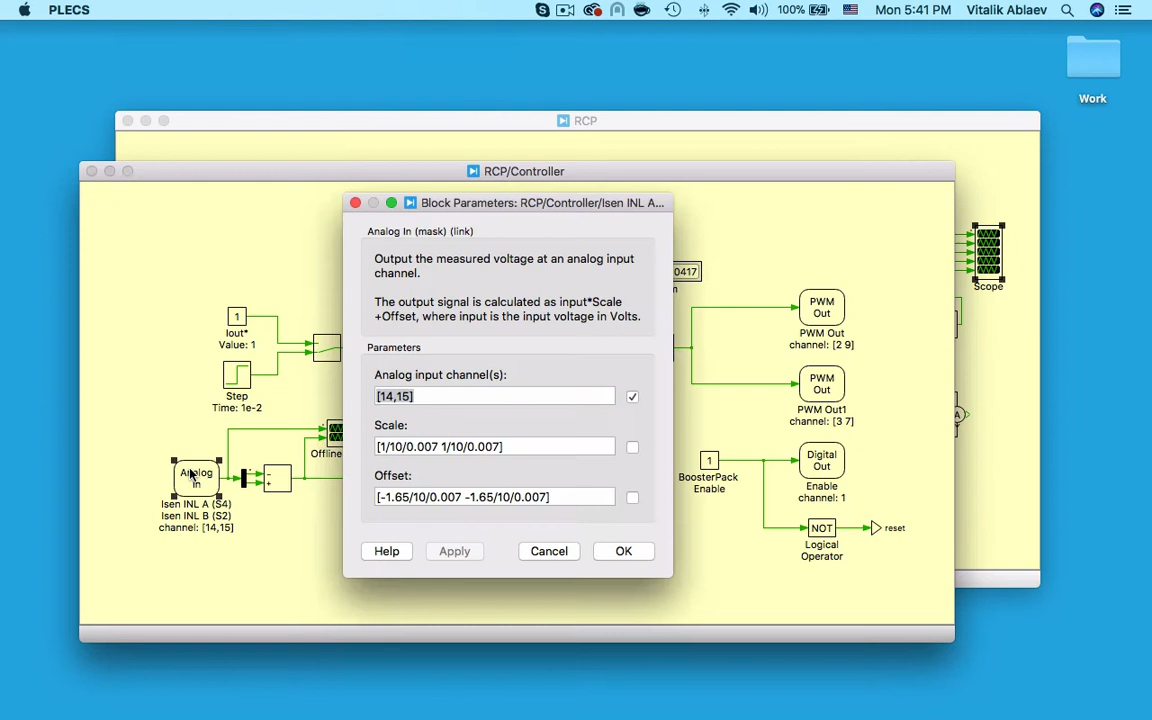 PLECS
100%
Mon 5:41 PM
Vitalik Ablaev
Work
RCP
RCP/Controller
Block Parameters: RCP/Controller/Isen INL A...
Analog In (mask) (link)
Output the measured voltage at an analog input
channel.
The output signal is calculated as input*Scale
+Offset, where input is the input voltage in Volts.
Parameters
Analog input channel(s):
[14,15]
Scale:
[1/10/0.007 1/10/0.007]
Offset:
[-1.65/10/0.007 -1.65/10/0.007]
Help
Apply
Cancel
OK
1
Iout*
Value: 1
Step
Time: 1e-2
Offline
Analog
In
Isen INL A (S4)
Isen INL B (S2)
channel: [14,15]
-
+
0417
PWM
Out
PWM Out
channel: [2 9]
PWM
Out
PWM Out1
channel: [3 7]
1
BoosterPack
Enable
Digital
Out
Enable
channel: 1
NOT
Logical
Operator
reset
Scope
A